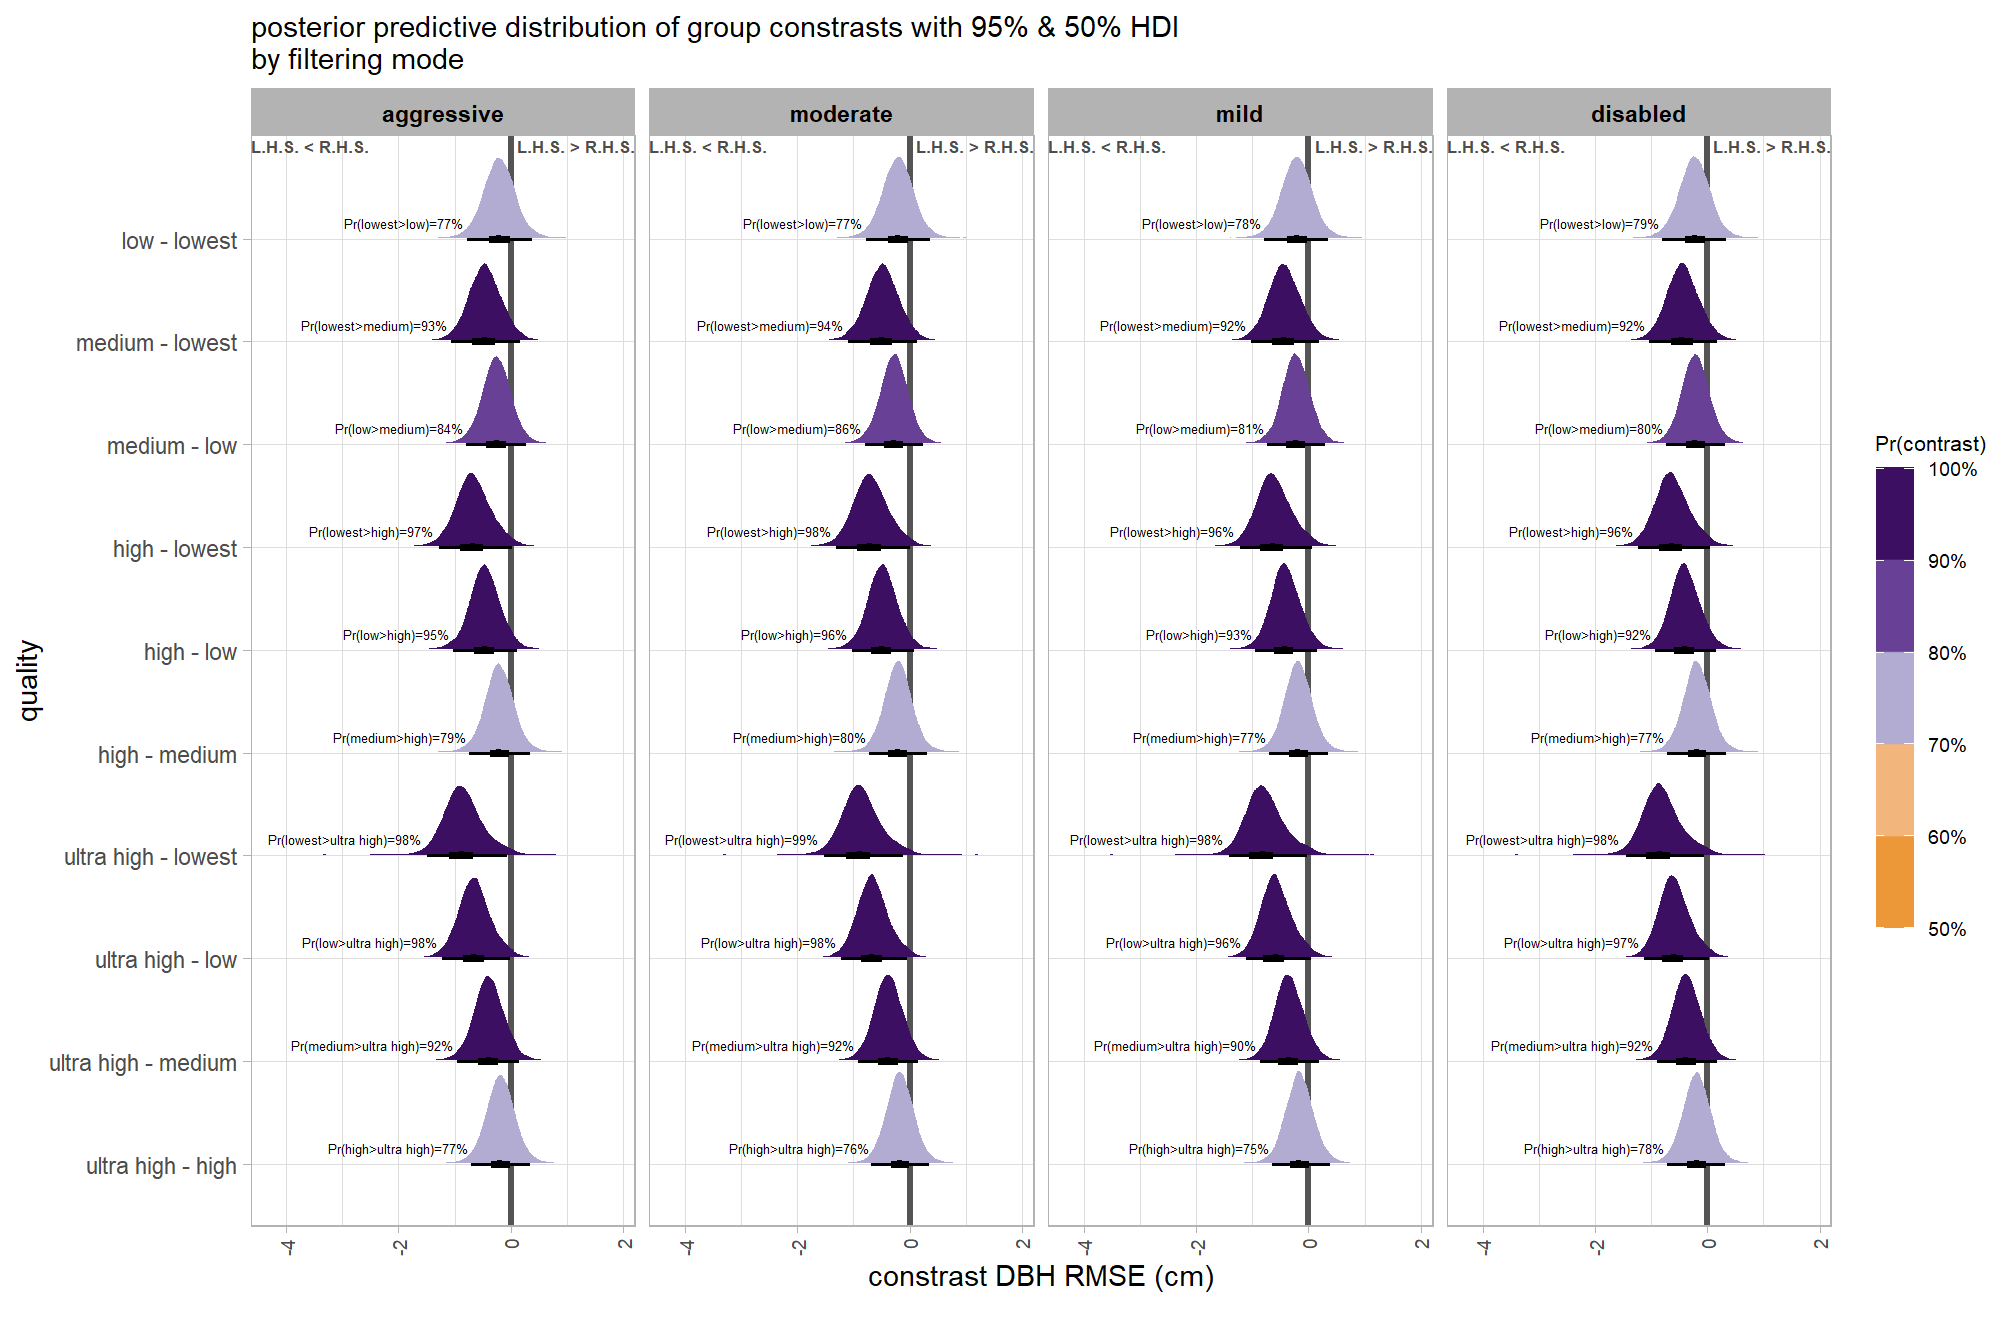 posterior predictive distribution of group constrasts with 95% & 50% HDI
by filtering mode
aggressive
moderate
mild
disabled
L.H.S. < R.H.S.
L.H.S. > R.H.S.
L.H.S. < R.H.S.
L.H.S. > R.H.S.
L.H.S. < R.H.S.
L.H.S. > R.H.S.
L.H.S. < R.H.S.
L.H.S. > R.H.S.
quality
low - lowest
Pr(lowest>low)=77%
Pr(lowest>low)=77%
Pr(lowest>low)=78%
Pr(lowest>low)=79%
medium - lowest
Pr(lowest>medium)=93%
Pr(lowest>medium)=94%
Pr(lowest>medium)=92%
Pr(lowest>medium)=92%
medium - low
Pr(low>medium)=84%
Pr(low>medium)=86%
Pr(low>medium)=81%
Pr(low>medium)=80%
high - lowest
Pr(lowest>high)=97%
Pr(lowest>high)=98%
Pr(lowest>high)=96%
Pr(lowest>high)=96%
high - low
Pr(low>high)=95%
Pr(low>high)=96%
Pr(low>high)=93%
Pr(low>high)=92%
high - medium
Pr(medium>high)=79%
Pr(medium>high)=80%
Pr(medium>high)=77%
Pr(medium>high)=77%
ultra high - lowest
Pr(lowest>ultra high)=98%
Pr(lowest>ultra high)=99%
Pr(lowest>ultra high)=98%
Pr(lowest>ultra high)=98%
ultra high - low
Pr(low>ultra high)=98%
Pr(low>ultra high)=98%
Pr(low>ultra high)=96%
Pr(low>ultra high)=97%
ultra high - medium
Pr(medium>ultra high)=92%
Pr(medium>ultra high)=92%
Pr(medium>ultra high)=90%
Pr(medium>ultra high)=92%
ultra high - high
Pr(high>ultra high)=77%
Pr(high>ultra high)=76%
Pr(high>ultra high)=75%
Pr(high>ultra high)=78%
-4
-2
0
2
-4
-2
0
2
-4
-2
0
2
-4
-2
0
2
constrast DBH RMSE (cm)
Pr(contrast)
100%
90%
80%
70%
60%
50%